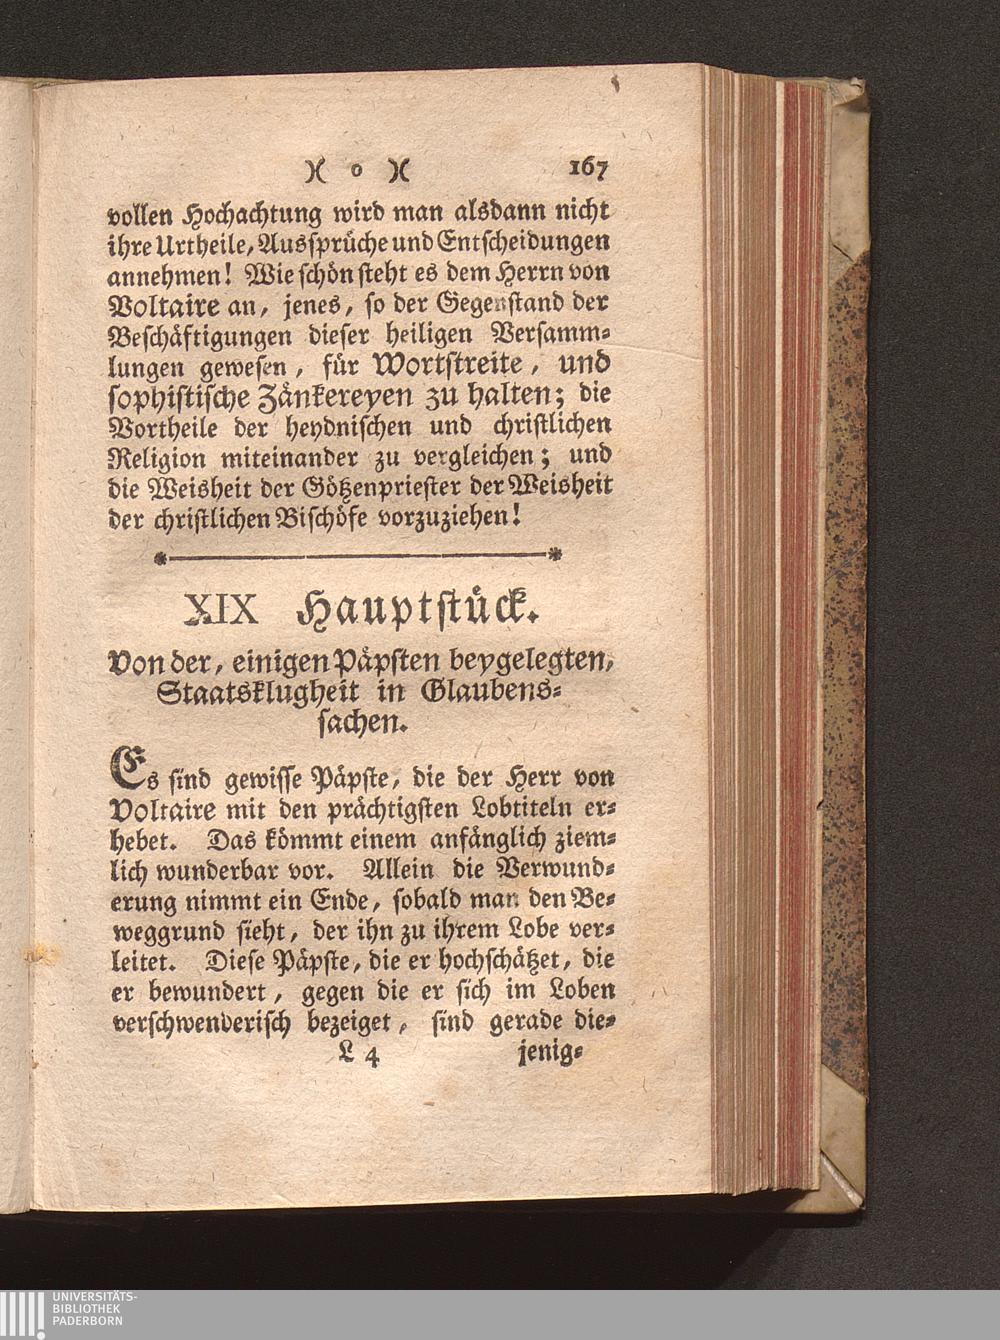 )( o )( 167
vollen Hochachtung wird man alsdann nicht
ihre Urtheile, Aussprüche und Entscheidungen
annehmen! Wie schön steht es dem Herrn von
Voltaire an, jenes, so der Gegenstand der
Beschäftigungen dieser heiligen Versamm-
lungen gewesen, für Wortstreite, und
sophistische Zänkereyen zu halten; die
Vortheile der heydnischen und christlichen
Religion miteinander zu vergleichen; und
die Weisheit der Götzenpriester der Weisheit
der christlichen Bischöfe vorzuziehen!
XIX Hauptstück.
Von der, einigen Päpsten beygelegten,
Staatsklugheit in Glaubens-
sachen.
Es sind gewisse Päpste, die der Herr von
Voltaire mit den prächtigsten Lobtiteln er-
hebet. Das kömmt einem anfänglich ziem-
lich wunderbar vor. Allein die Verwund-
erung nimmt ein Ende, sobald man den Be-
weggrund sieht, der ihn zu ihrem Lobe ver-
leitet. Diese Päpste, die er hochschätzet, die
er bewundert, gegen die er sich im Loben
verschwenderisch bezeiget, sind gerade die-
L 4 jenig-
UNIVERSITÄTS-
BIBLIOTHEK
PADERBORN